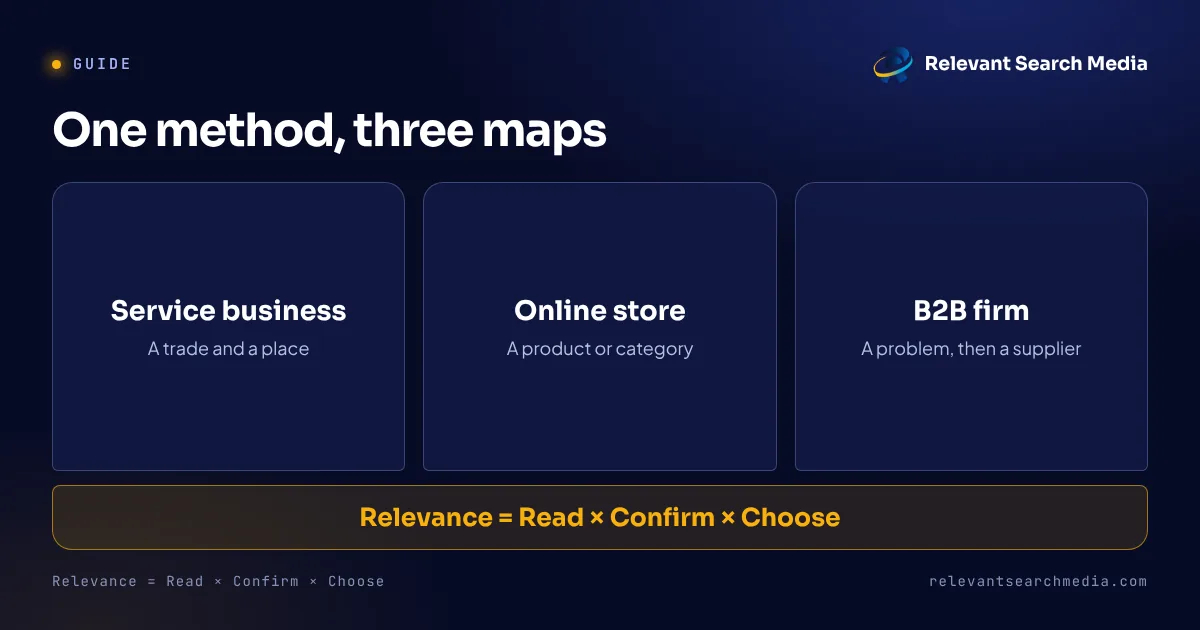 GUIDE
Relevant Search Media
One method, three maps
Service business
A trade and a place
Online store
A product or category
B2B firm
A problem, then a supplier
Relevance = Read × Confirm × Choose
Relevance = Read × Confirm × Choose
relevantsearchmedia.com